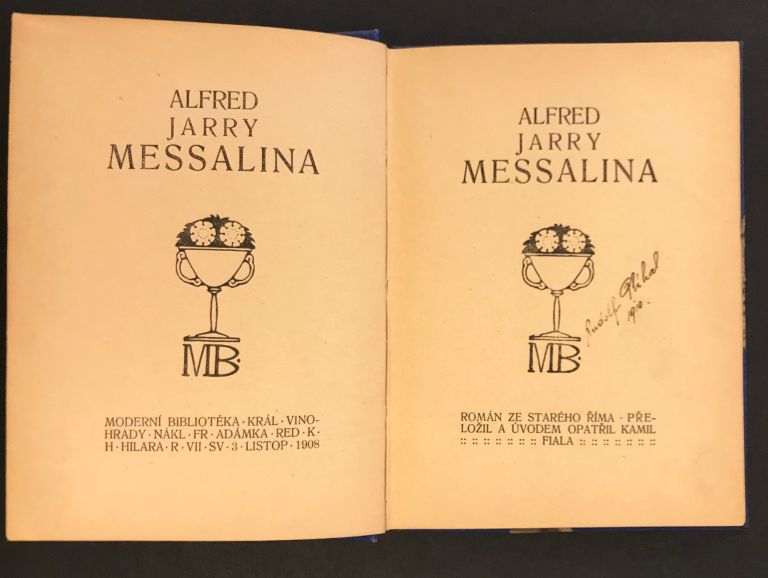 ALFRED
JARRY
MESSALINA
MB·
MODERNÍ BIBLIOTÉKA · KRÁL · VINO-
HRADY · NÁKL · FR · ADÁMKA · RED · K ·
H · HILARA · R · VII · SV · 3 · LISTOP · 1908
ALFRED
JARRY
MESSALINA
Rudolf
1910.
MB·
ROMÁN ZE STARÉHO ŘÍMA · PŘE-
LOŽIL A ÚVODEM OPATŘIL KAMIL
:: :: :: :: :: :: :: FIALA :: :: :: :: :: :: ::